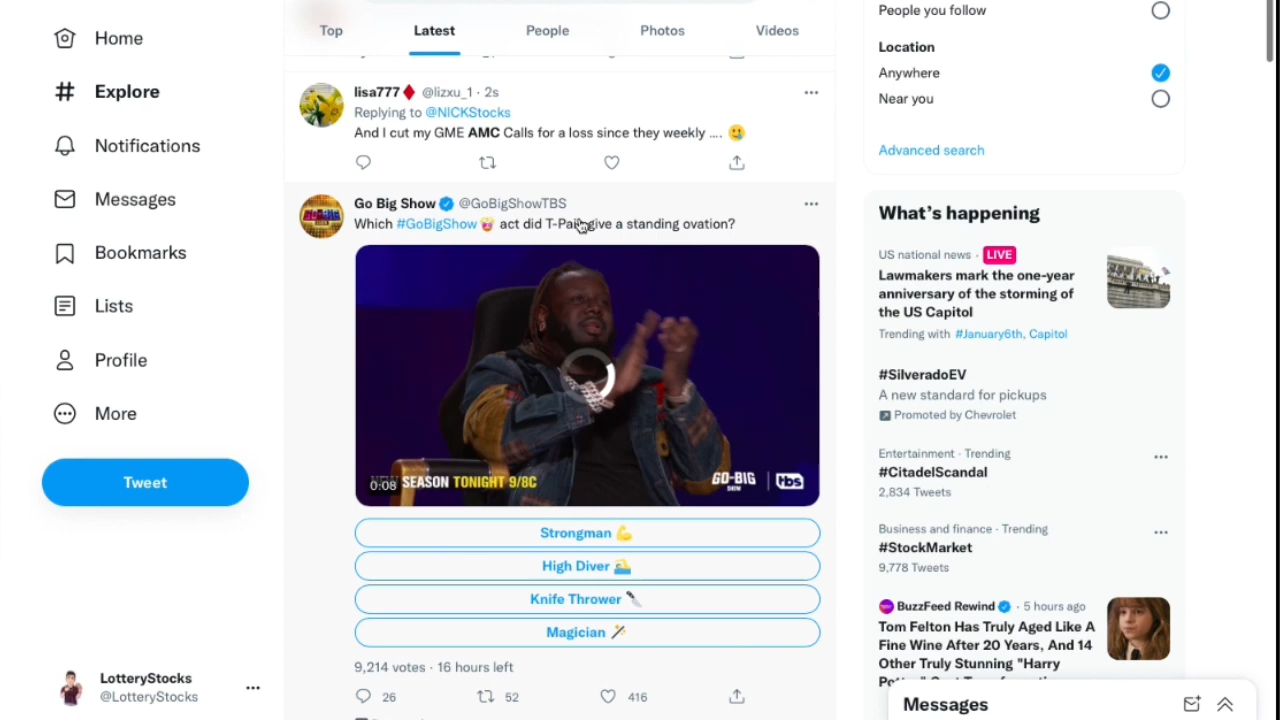 Home
Explore
Notifications
Messages
Bookmarks
Lists
Profile
More
Tweet
LotteryStocks
@LotteryStocks
Top
Latest
People
Photos
Videos
lisa777 @lizxu_1 · 2s
Replying to @NICKStocks
And I cut my GME AMC Calls for a loss since they weekly ....
Go Big Show @GoBigShowTBS
Which #GoBigShow act did T-Pain give a standing ovation?
0:08 SEASON TONIGHT 9/8C
GO-BIG
SHOW
tbs
Strongman
High Diver
Knife Thrower
Magician
9,214 votes · 16 hours left
26
52
416
People you follow
Location
Anywhere
Near you
Advanced search
What's happening
US national news · LIVE
Lawmakers mark the one-year
anniversary of the storming of
the US Capitol
Trending with #January6th, Capitol
#SilveradoEV
A new standard for pickups
Promoted by Chevrolet
Entertainment · Trending
#CitadelScandal
2,834 Tweets
Business and finance · Trending
#StockMarket
9,778 Tweets
BuzzFeed Rewind · 5 hours ago
Tom Felton Has Truly Aged Like A
Fine Wine After 20 Years, And 14
Other Truly Stunning "Harry
Messages